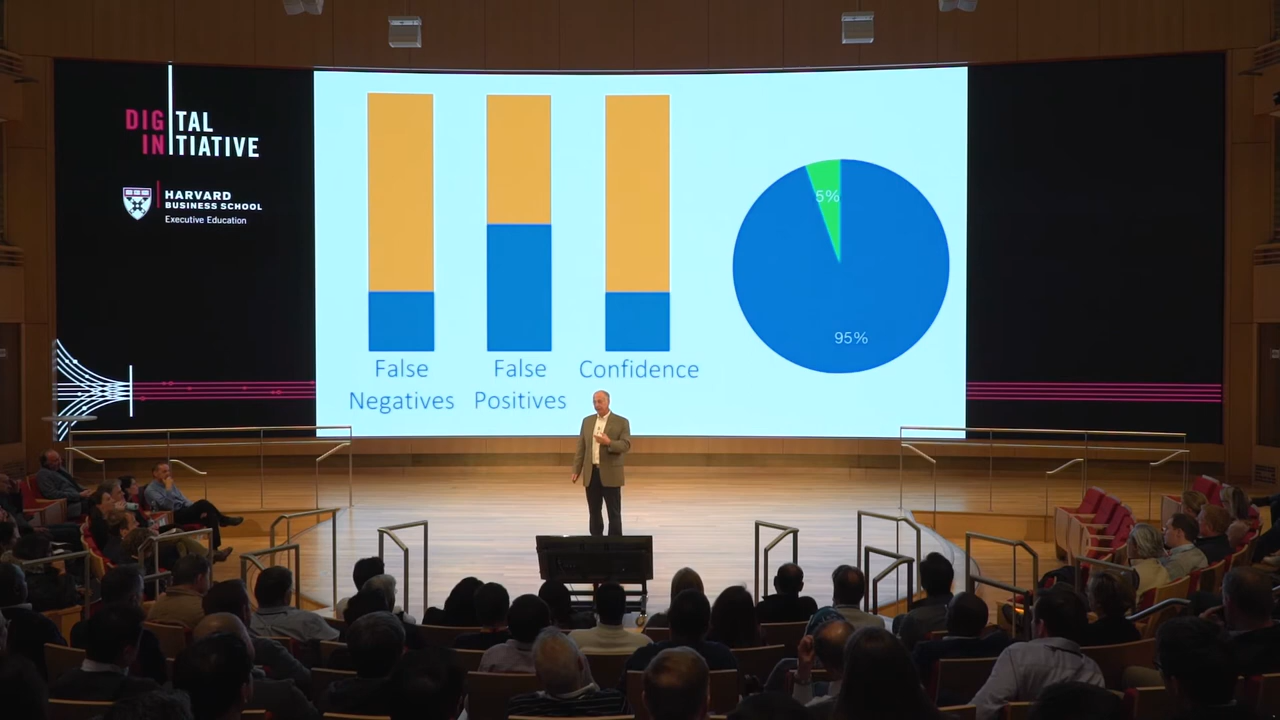 DIGITAL
INITIATIVE
HARVARD
BUSINESS SCHOOL
Executive Education
False
Negatives
False
Positives
Confidence
5%
95%